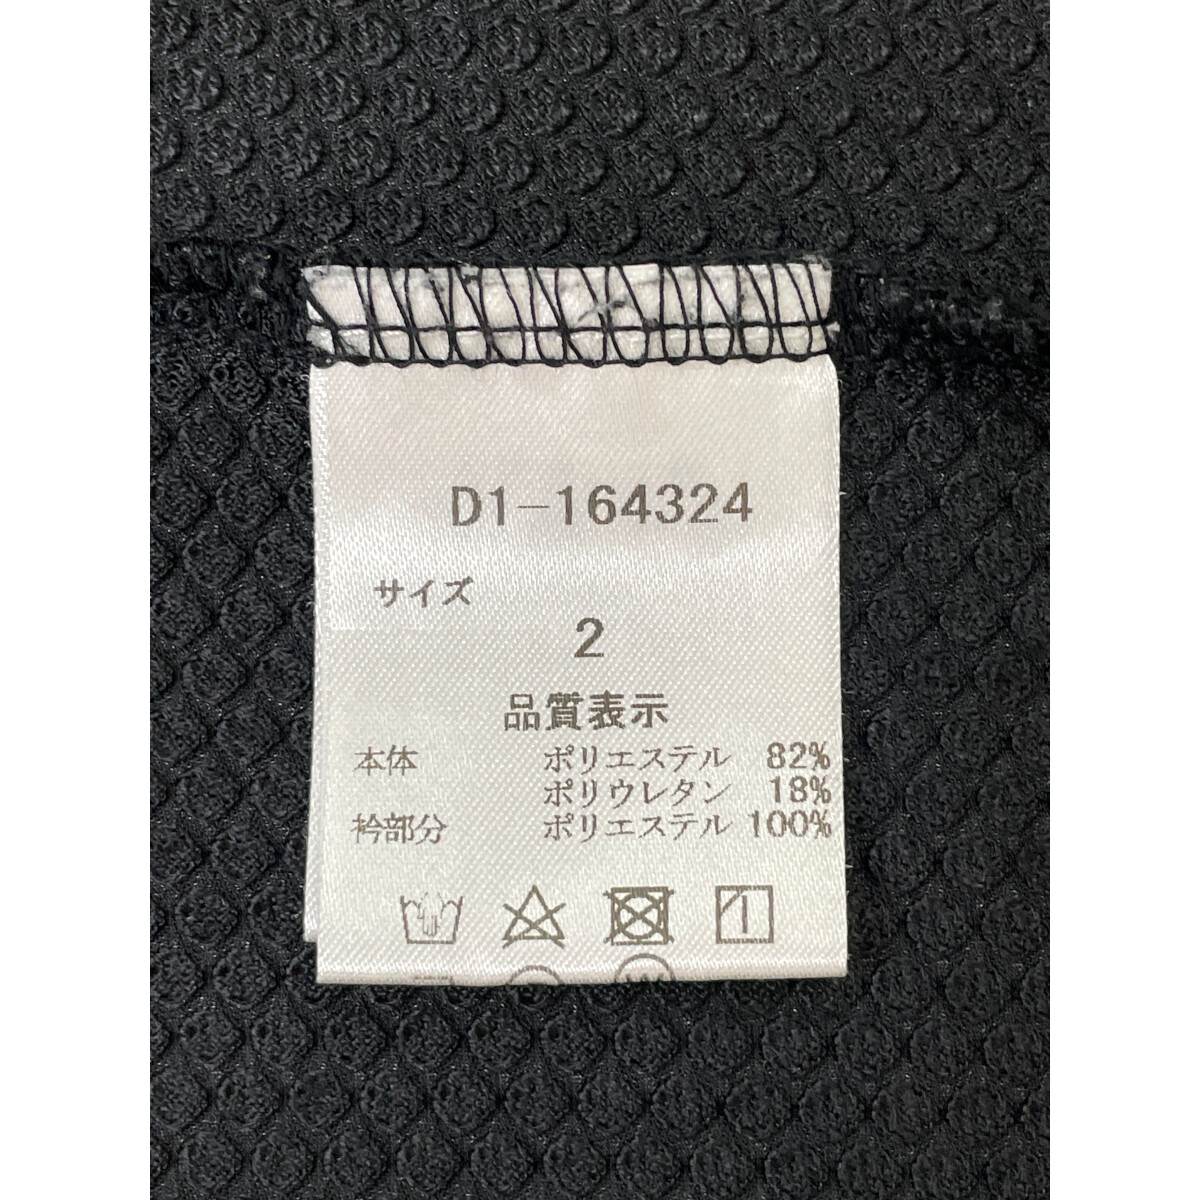 D1-164324
サイズ
2
品質表示
本体 ポリエステル 82%
ポリウレタン 18%
衿部分 ポリエステル 100%